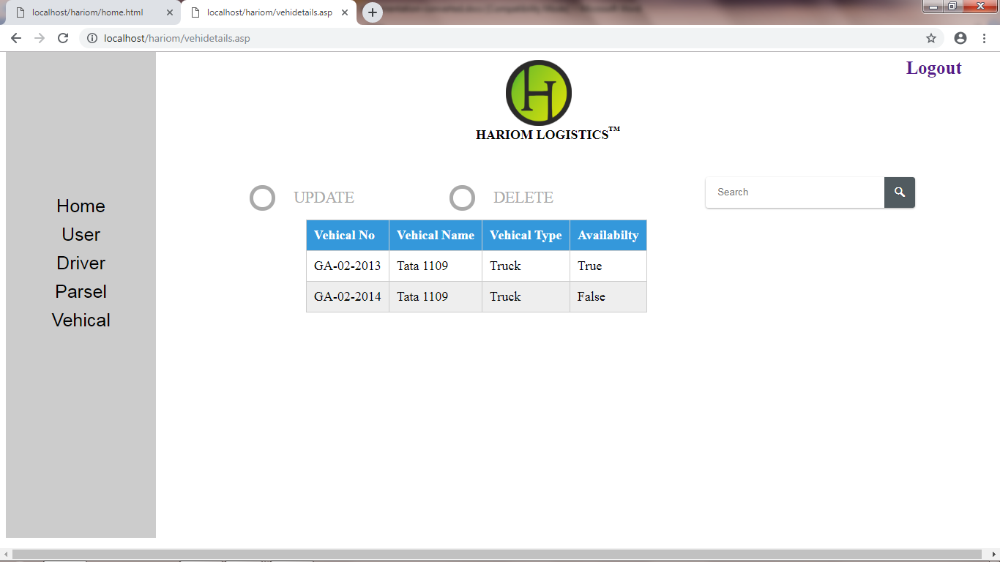 localhost/hariom/home.html
localhost/hariom/vehidetails.asp
localhost/hariom/vehidetails.asp
Logout
H
HARIOM LOGISTICS™
UPDATE
DELETE
Search
Home
User
Driver
Parsel
Vehical
Vehical No Vehical Name Vehical Type Availabilty
GA-02-2013 Tata 1109 Truck True
GA-02-2014 Tata 1109 Truck False